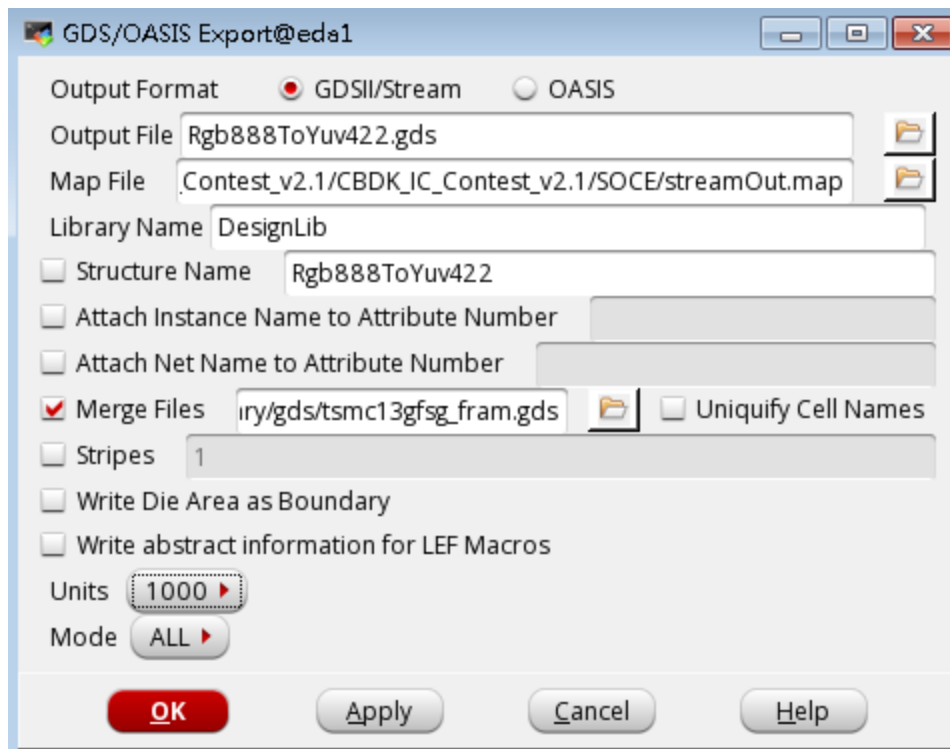 GDS/OASIS Export@eda1
Output Format GDSII/Stream OASIS
Output File Rgb888ToYuv422.gds
Map File _Contest_v2.1/CBDK_IC_Contest_v2.1/SOCE/streamOut.map
Library Name DesignLib
Structure Name Rgb888ToYuv422
Attach Instance Name to Attribute Number
Attach Net Name to Attribute Number
Merge Files ıry/gds/tsmc13gfsg_fram.gds Uniquify Cell Names
Stripes 1
Write Die Area as Boundary
Write abstract information for LEF Macros
Units 1000
Mode ALL
OK Apply Cancel Help